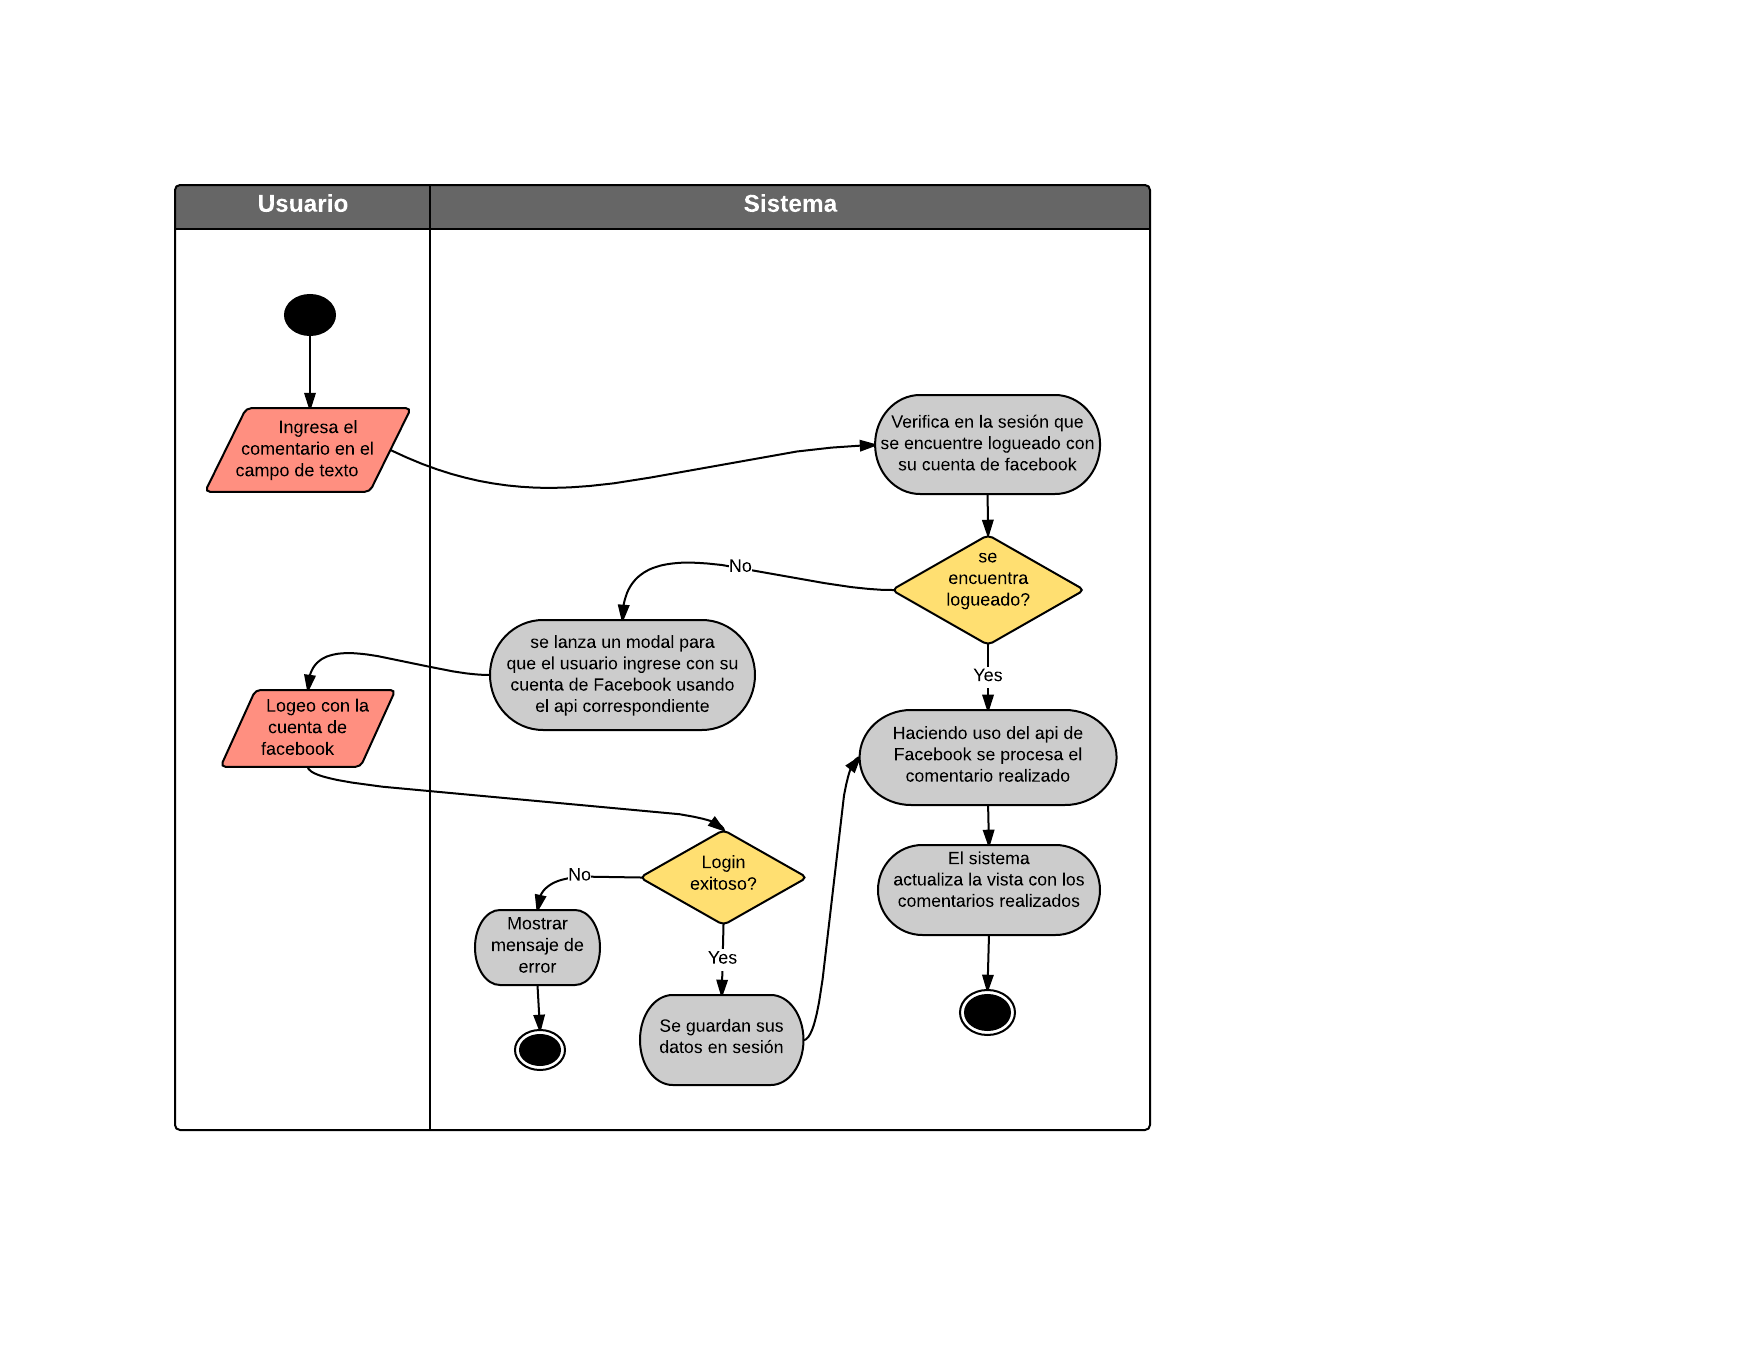 Usuario
Sistema
Ingresa el
comentario en el
campo de texto
Verifica en la sesión que
se encuentre logueado con
su cuenta de facebook
se
encuentra
logueado?
No
se lanza un modal para
que el usuario ingrese con su
cuenta de Facebook usando
el api correspondiente
Yes
Logeo con la
cuenta de
facebook
Haciendo uso del api de
Facebook se procesa el
comentario realizado
Login
exitoso?
No
Mostrar
mensaje de
error
Yes
Se guardan sus
datos en sesión
El sistema
actualiza la vista con los
comentarios realizados